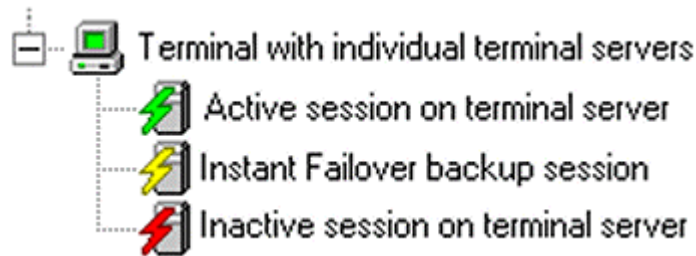 Terminal with individual terminal servers
Active session on terminal server
Instant Failover backup session
Inactive session on terminal server